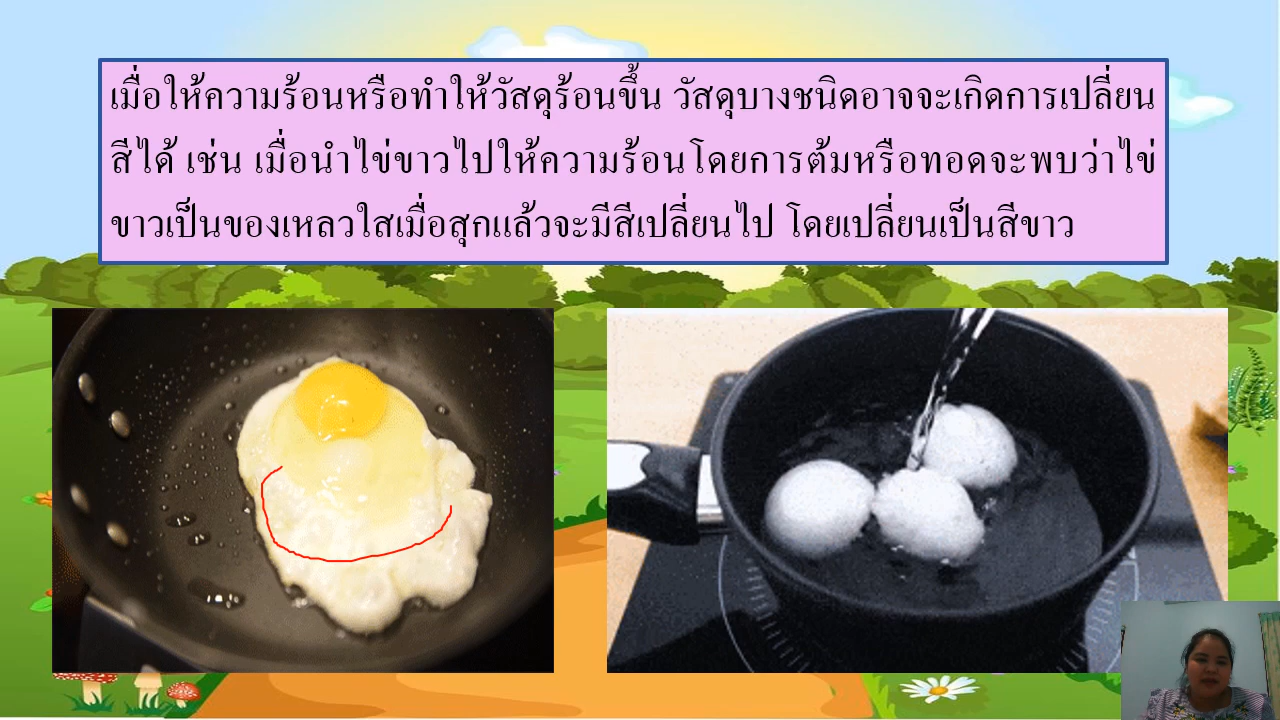 เมื่อให้ความร้อนหรือทำให้วัสดุร้อนขึ้น วัสดุบางชนิดอาจจะเกิดการเปลี่ยน
สีได้ เช่น เมื่อนำไข่ขาวไปให้ความร้อนโดยการต้มหรือทอดจะพบว่าไข่
ขาวเป็นของเหลวใสเมื่อสุกแล้วจะมีสีเปลี่ยนไป โดยเปลี่ยนเป็นสีขาว